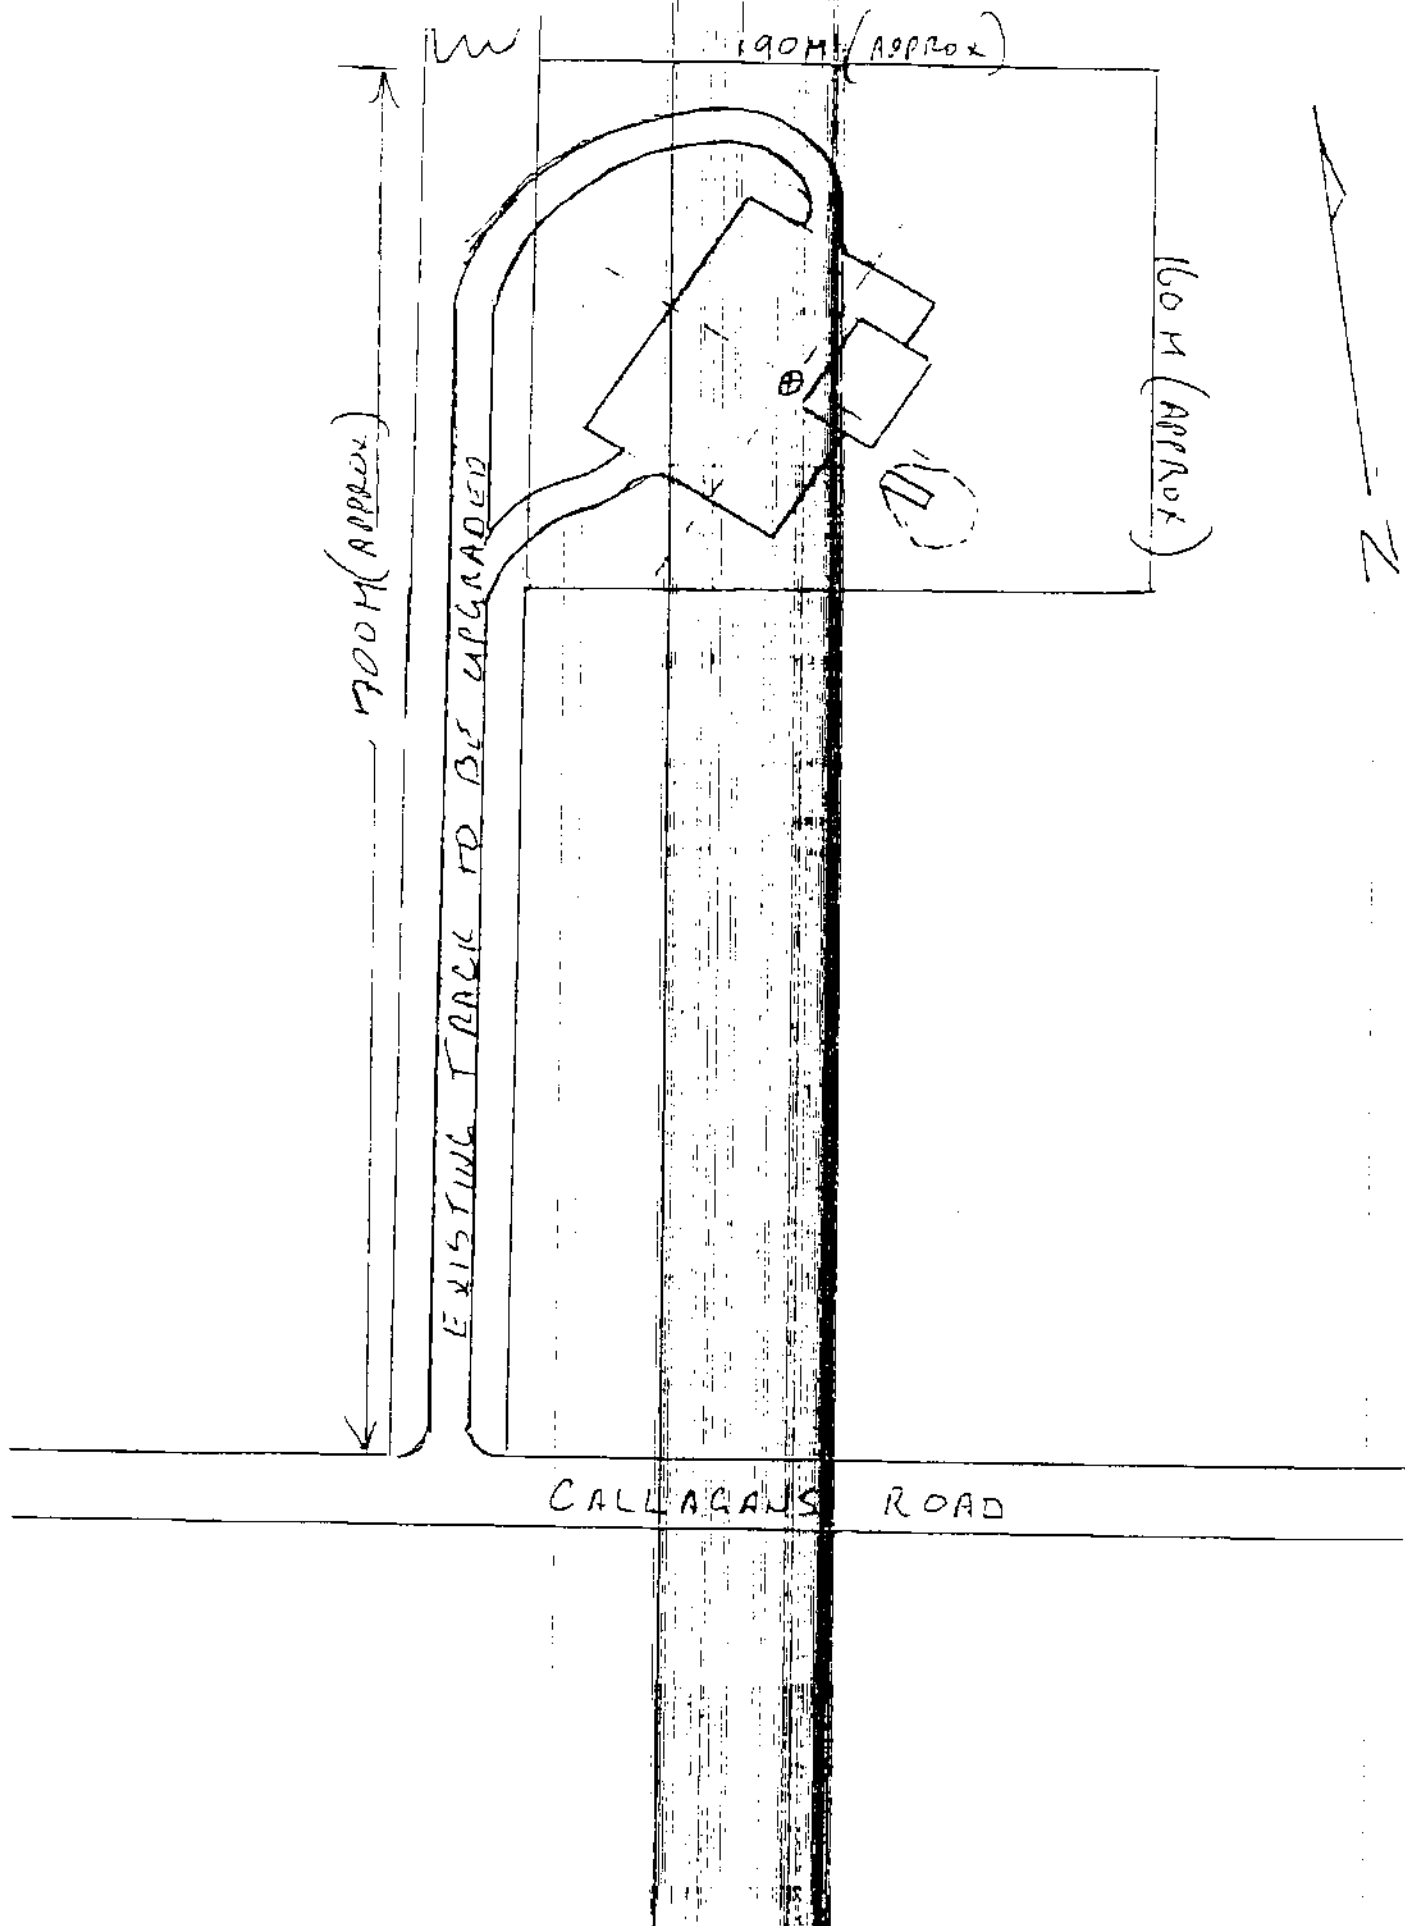 190M (APPROX)
160M (APPROX)
N
700M (APPROX)
EXISTING TRACK TO BE UPGRADED
CALLAGANS ROAD